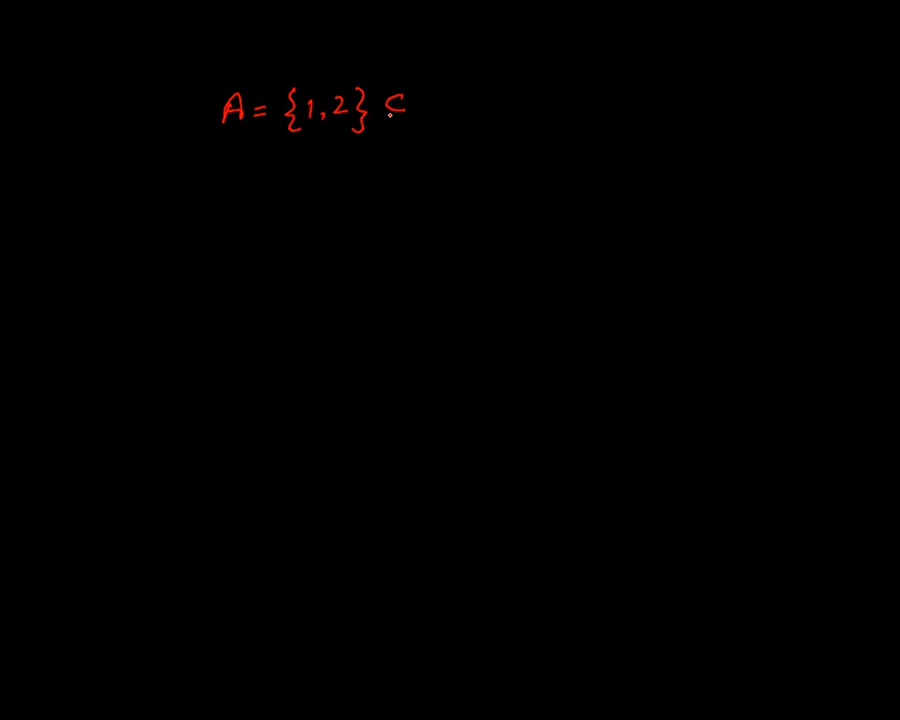 A = {1, 2} ⊂